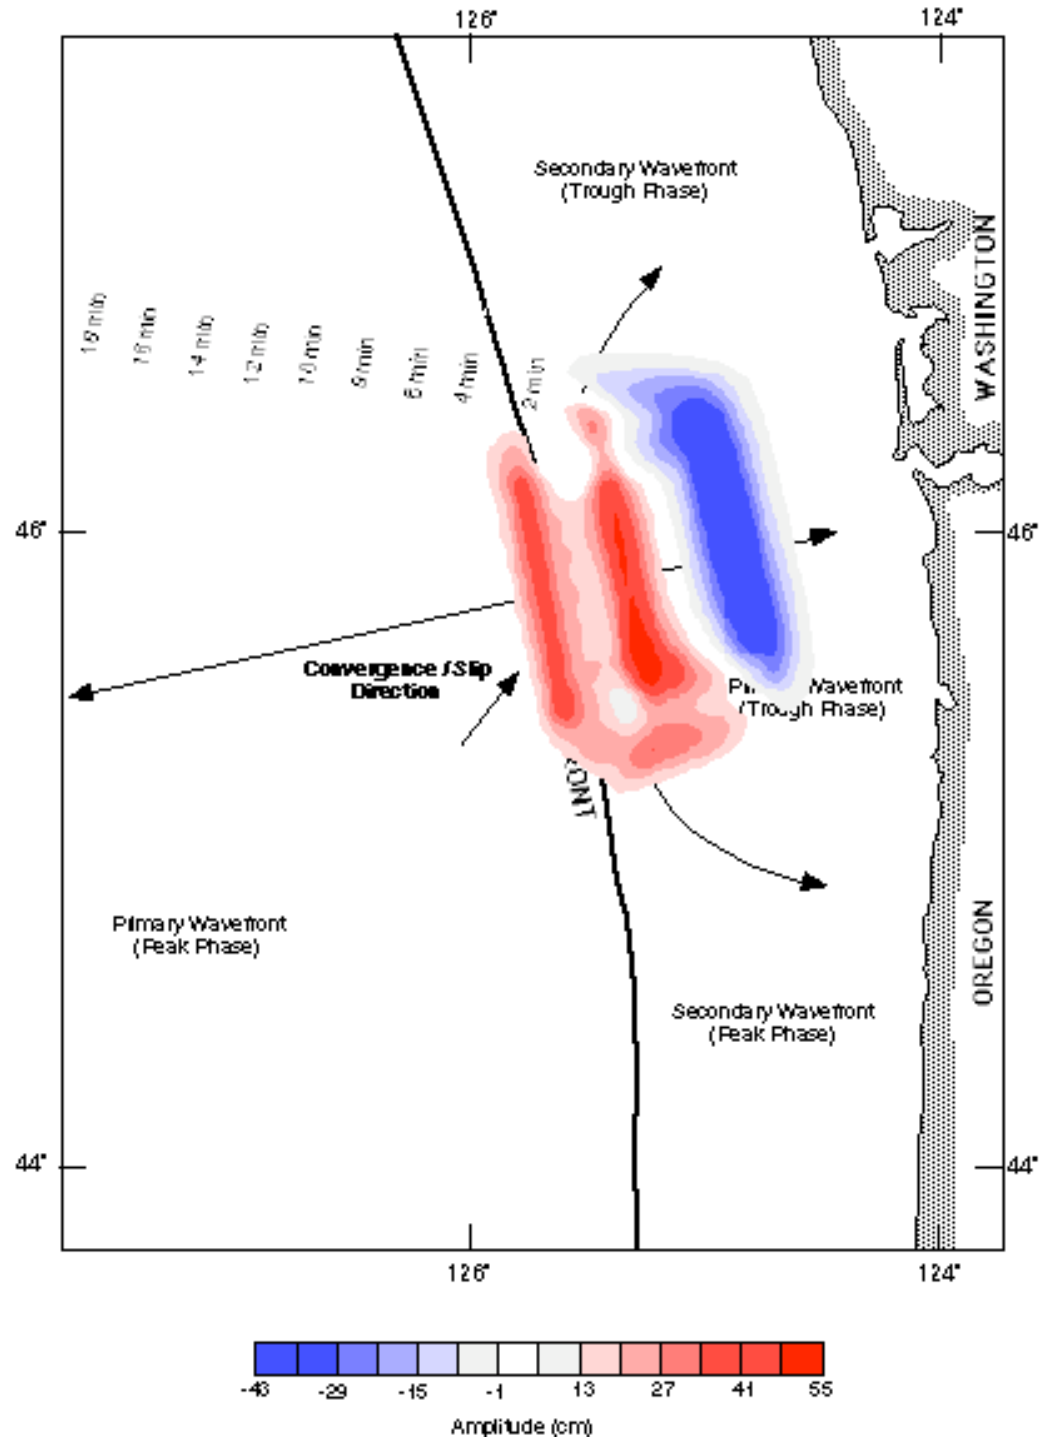 126°
124°
Secondary Wavefront
(Trough Phase)
WASHINGTON
18 min
16 min
14 min
12 min
10 min
8 min
6 min
4 min
2 min
46°
46°
Convergence / Slip
Direction
Wavefront
(Trough Phase)
Primary Wavefront
(Peak Phase)
OREGON
Secondary Wavefront
(Peak Phase)
44°
44°
126°
124°
-43
-29
-15
-1
13
27
41
55
Amplitude (cm)